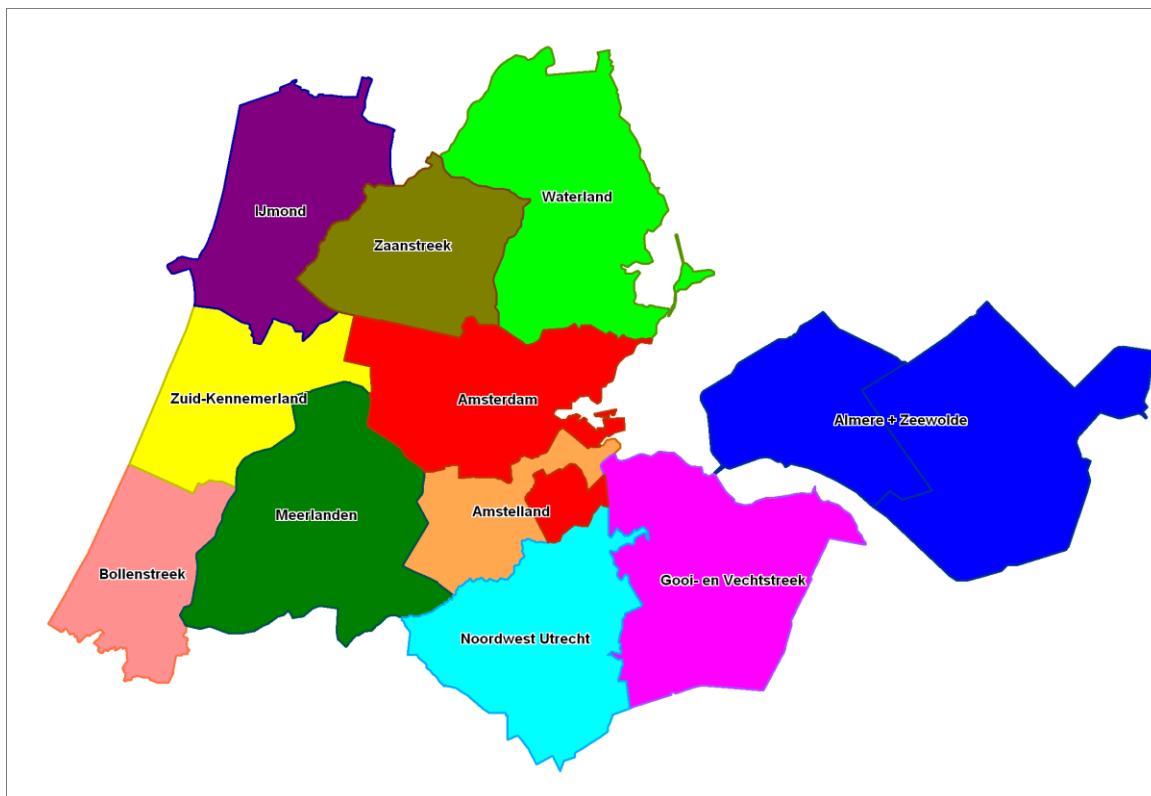 Waterland
IJmond
Zaanstreek
Zuid-Kennemerland
Amsterdam
Almere + Zeewolde
Meerlanden
Amstelland
Bollenstreek
Gooi- en Vechtstreek
Noordwest Utrecht